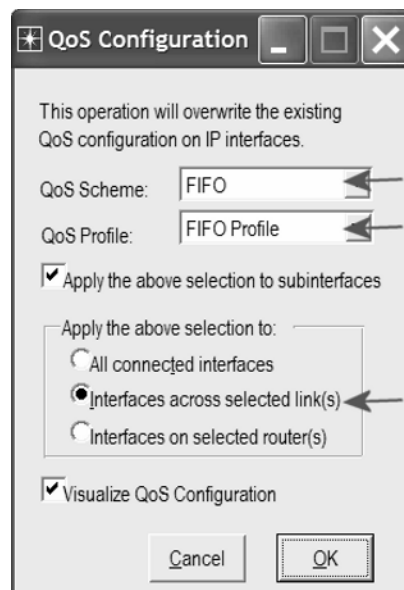 QoS Configuration
This operation will overwrite the existing
QoS configuration on IP interfaces.
QoS Scheme: FIFO
QoS Profile: FIFO Profile
Apply the above selection to subinterfaces
Apply the above selection to:
All connected interfaces
Interfaces across selected link(s)
Interfaces on selected router(s)
Visualize QoS Configuration
Cancel OK